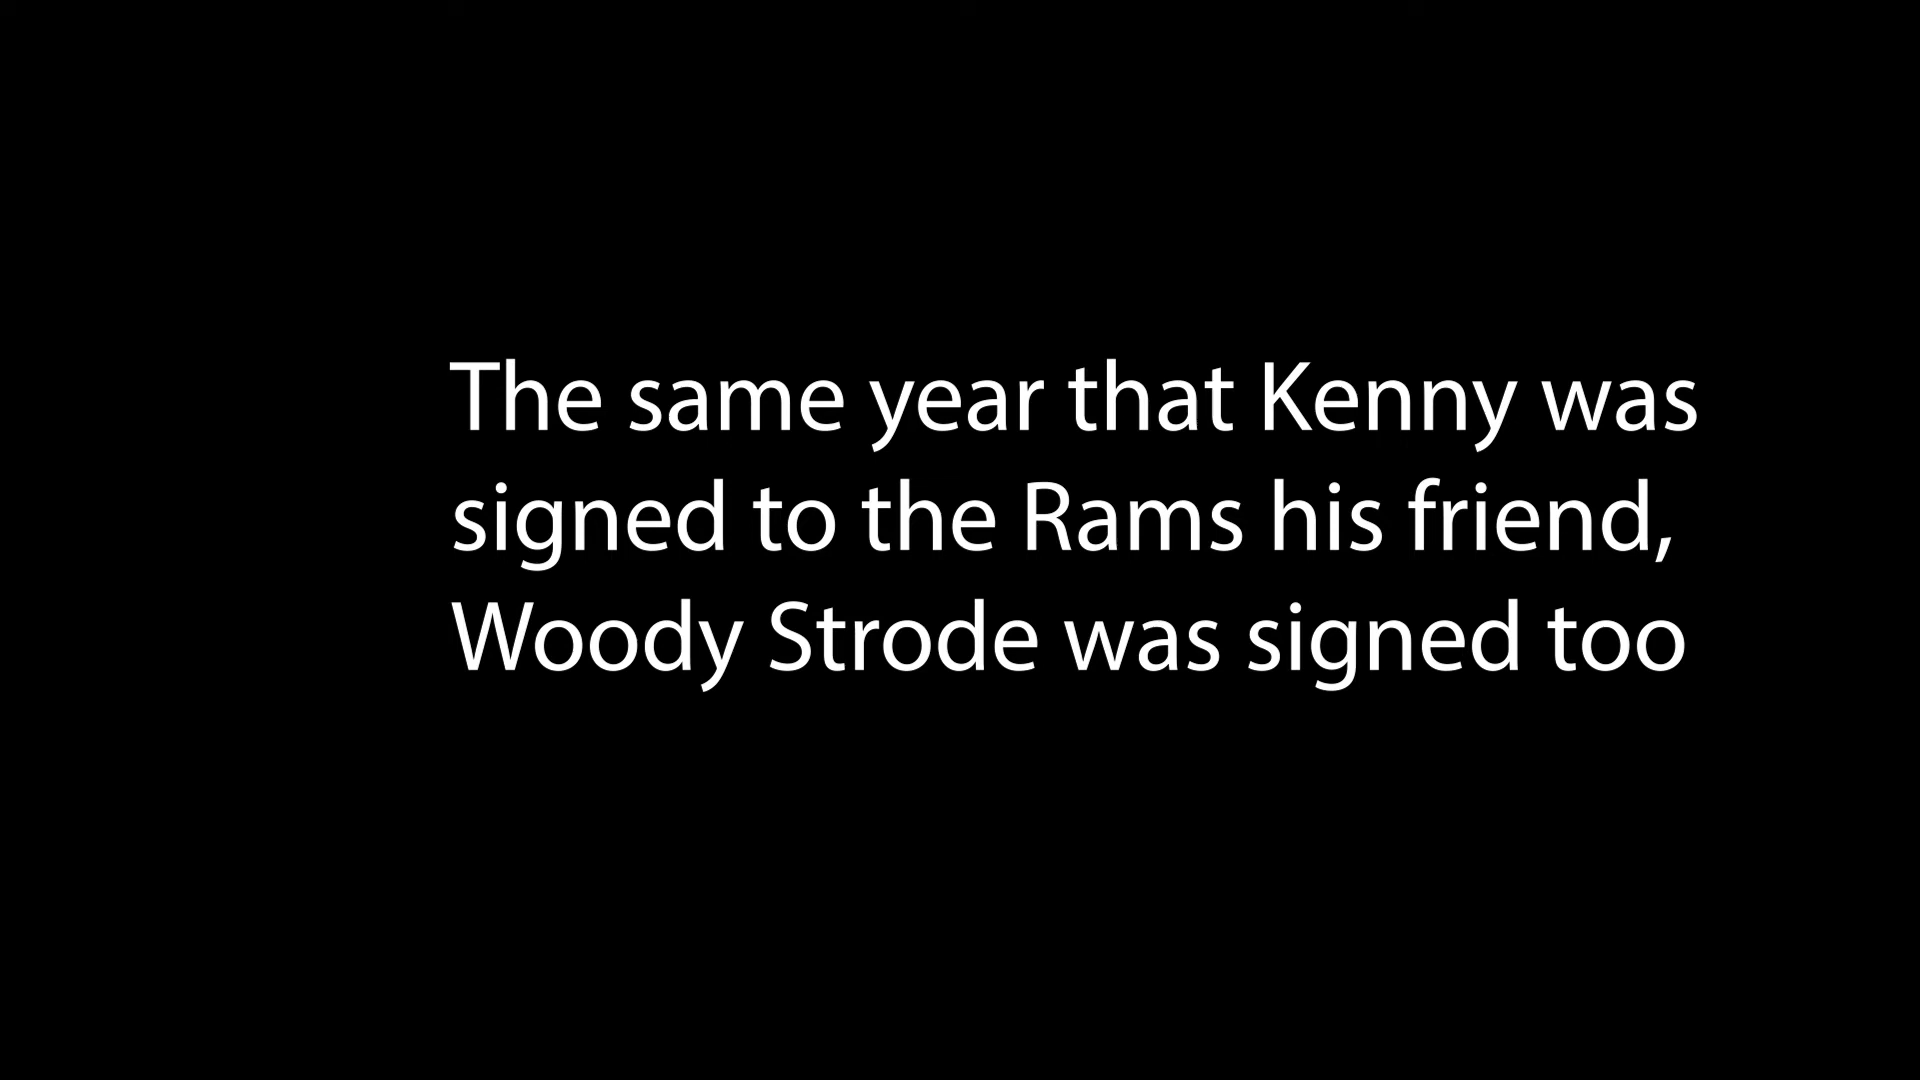 The same year that Kenny was
signed to the Rams his friend,
Woody Strode was signed too